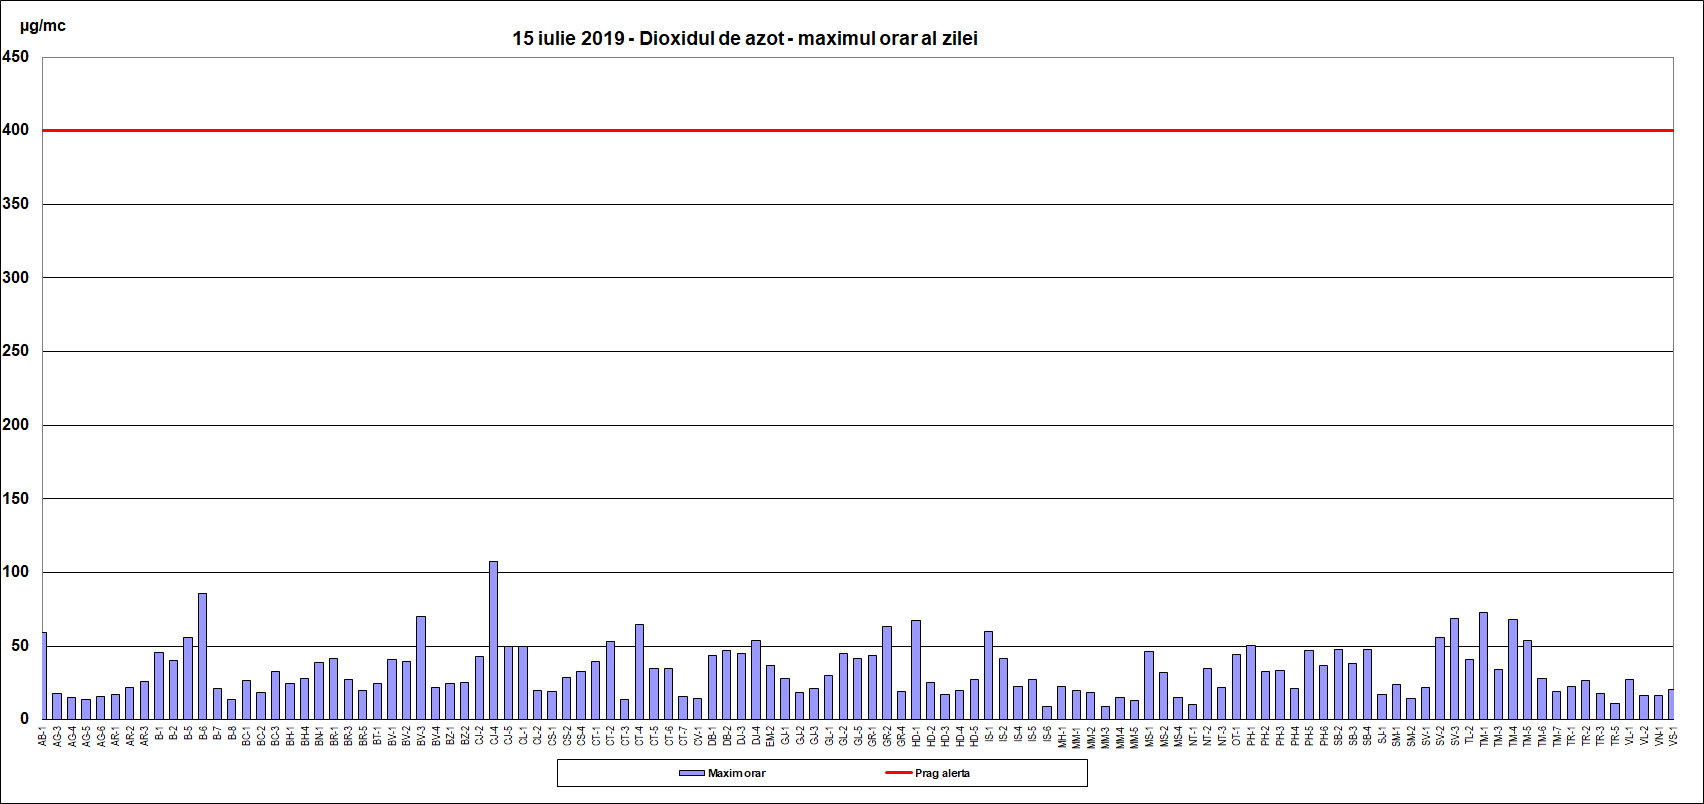 µg/mc
15 iulie 2019 - Dioxidul de azot - maximul orar al zilei
450
400
350
300
250
200
150
100
50
0
AB-1 AG-3 AG-4 AG-5 AG-6 AR-1 AR-2 AR-3 B-1 B-2 B-5 B-6 B-7 B-8 BC-1 BC-2 BC-3 BH-1 BH-4 BN-1 BR-1 BR-3 BR-5 BT-1 BV-1 BV-2 BV-3 BV-4 BZ-1 BZ-2 CJ-2 CJ-4 CJ-5 CL-1 CL-2 CS-1 CS-2 CS-4 CT-1 CT-2 CT-3 CT-4 CT-5 CT-6 CT-7 CV-1 DB-1 DB-2 DJ-3 DJ-4 EM-2 GJ-1 GJ-2 GJ-3 GL-1 GL-2 GL-5 GR-1 GR-2 GR-4 HD-1 HD-2 HD-3 HD-4 HD-5 IS-1 IS-2 IS-4 IS-5 IS-6 MH-1 MM-1 MM-2 MM-3 MM-4 MM-5 MS-1 MS-2 MS-4 NT-1 NT-2 NT-3 OT-1 PH-1 PH-2 PH-3 PH-4 PH-5 PH-6 SB-2 SB-3 SB-4 SJ-1 SM-1 SM-2 SV-1 SV-2 SV-3 TL-2 TM-1 TM-3 TM-4 TM-5 TM-6 TM-7 TR-1 TR-2 TR-3 TR-5 VL-1 VL-2 VN-1 VS-1
Maxim orar
Prag alerta